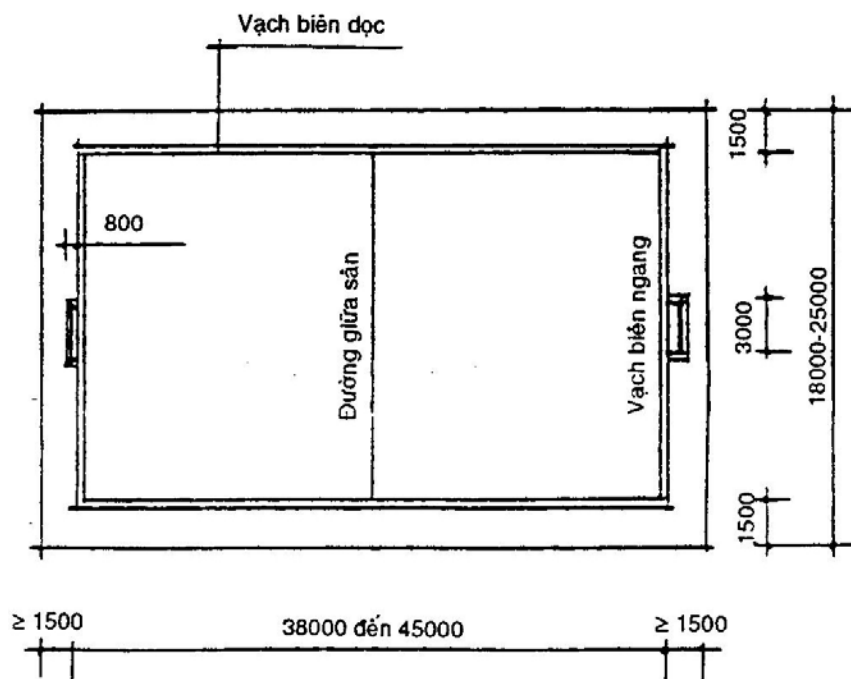 Vạch biên dọc
800
Đường giữa sân
Vạch biên ngang
1500
3000
1500
18000-25000
≥ 1500
38000 đến 45000
≥ 1500